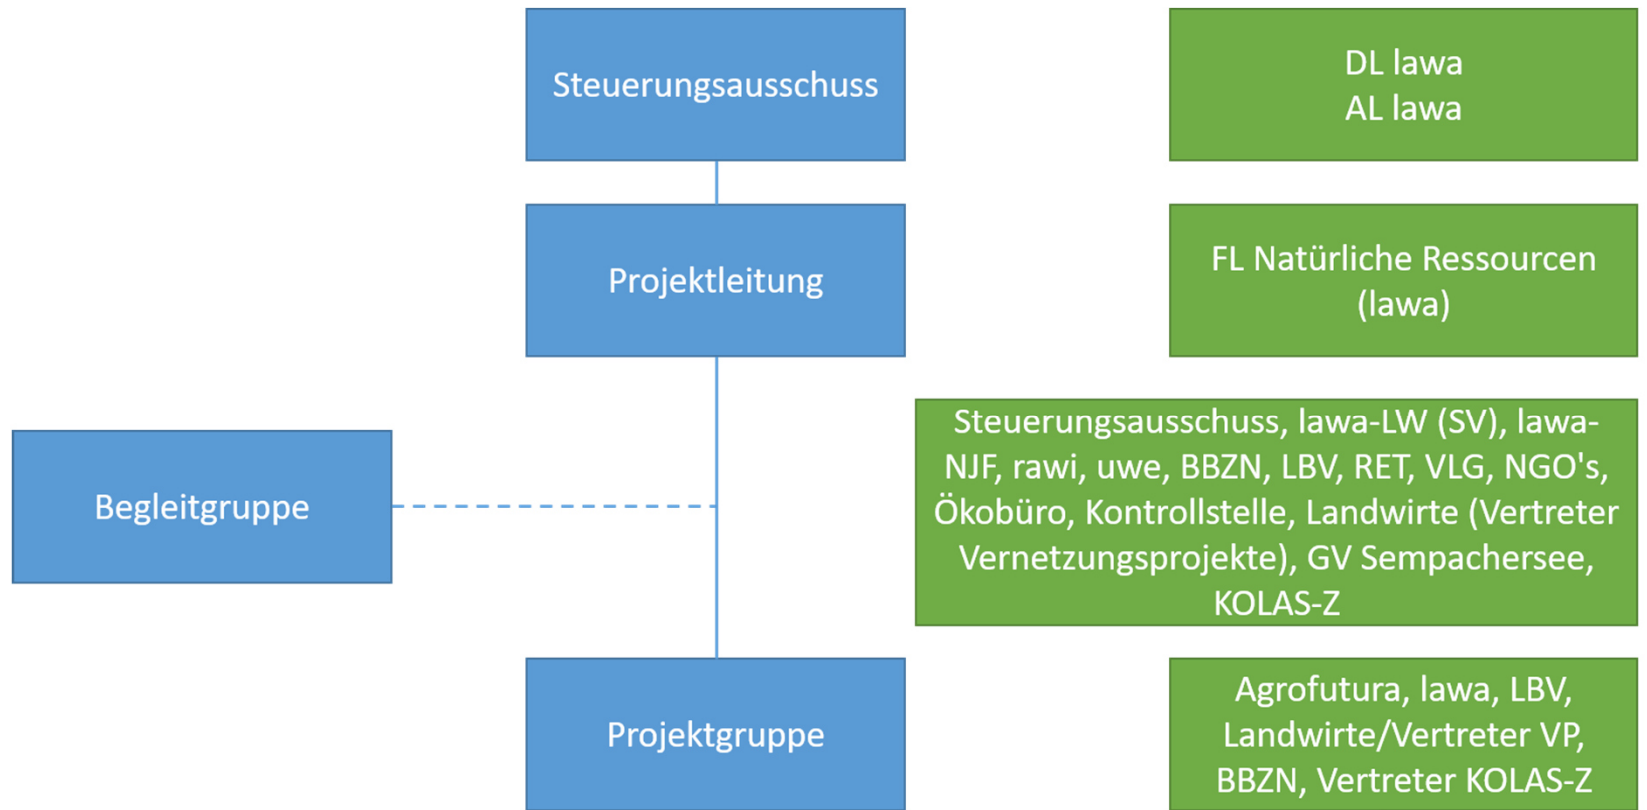 Steuerungsausschuss
DL lawa
AL lawa
Projektleitung
FL Natürliche Ressourcen
(lawa)
Begleitgruppe
Steuerungsausschuss, lawa-LW (SV), lawa-
NJF, rawi, uwe, BBZN, LBV, RET, VLG, NGO's,
Ökobüro, Kontrollstelle, Landwirte (Vertreter
Vernetzungsprojekte), GV Sempachersee,
KOLAS-Z
Projektgruppe
Agrofutura, lawa, LBV,
Landwirte/Vertreter VP,
BBZN, Vertreter KOLAS-Z